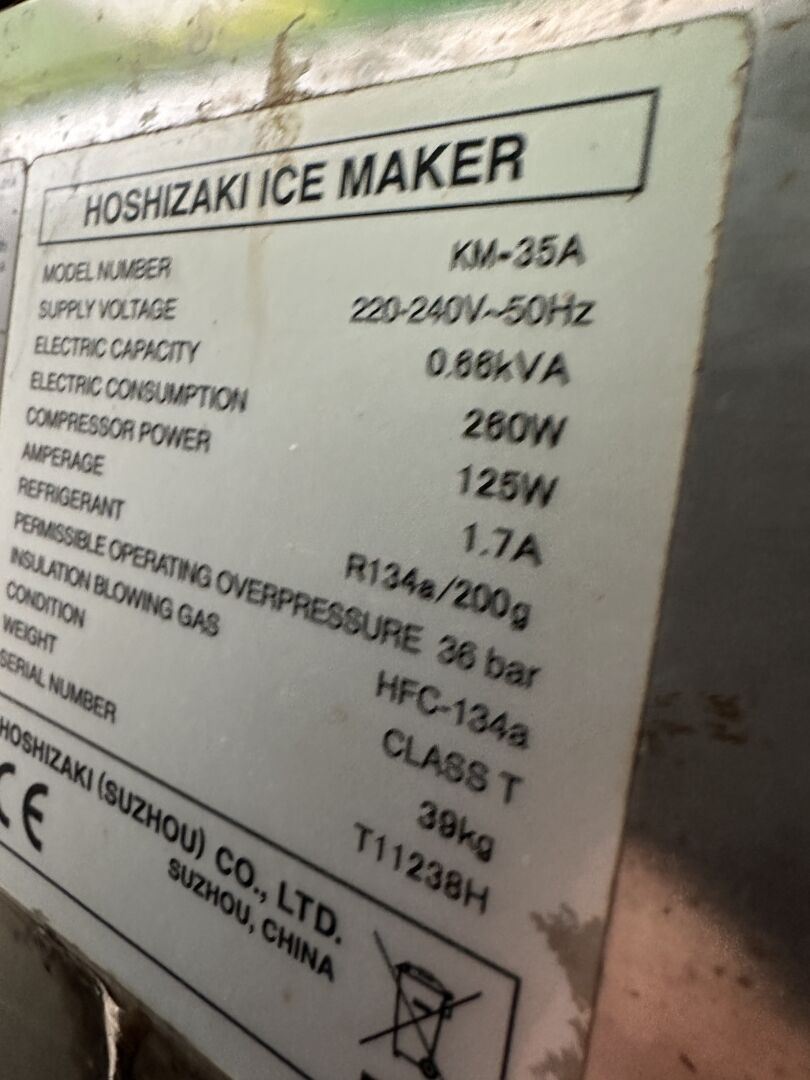 HOSHIZAKI ICE MAKER
MODEL NUMBER KM-35A
SUPPLY VOLTAGE 220-240V~50Hz
ELECTRIC CAPACITY 0.66kVA
ELECTRIC CONSUMPTION 260W
COMPRESSOR POWER 125W
AMPERAGE 1.7A
REFRIGERANT R134a/200g
PERMISSIBLE OPERATING OVERPRESSURE 36 bar
INSULATION BLOWING GAS HFC-134a
CONDITION CLASS T
WEIGHT 39kg
SERIAL NUMBER T11238H
HOSHIZAKI (SUZHOU) CO., LTD.
SUZHOU, CHINA
CE